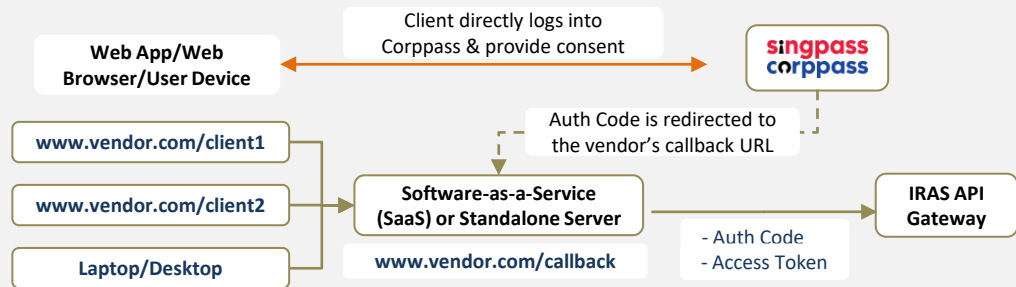 Client directly logs into
Corppass & provide consent
Web App/Web
Browser/User Device
singpass
corppass
Auth Code is redirected to
the vendor's callback URL
www.vendor.com/client1
www.vendor.com/client2
Laptop/Desktop
Software-as-a-Service
(SaaS) or Standalone Server
www.vendor.com/callback
IRAS API
Gateway
- Auth Code
- Access Token